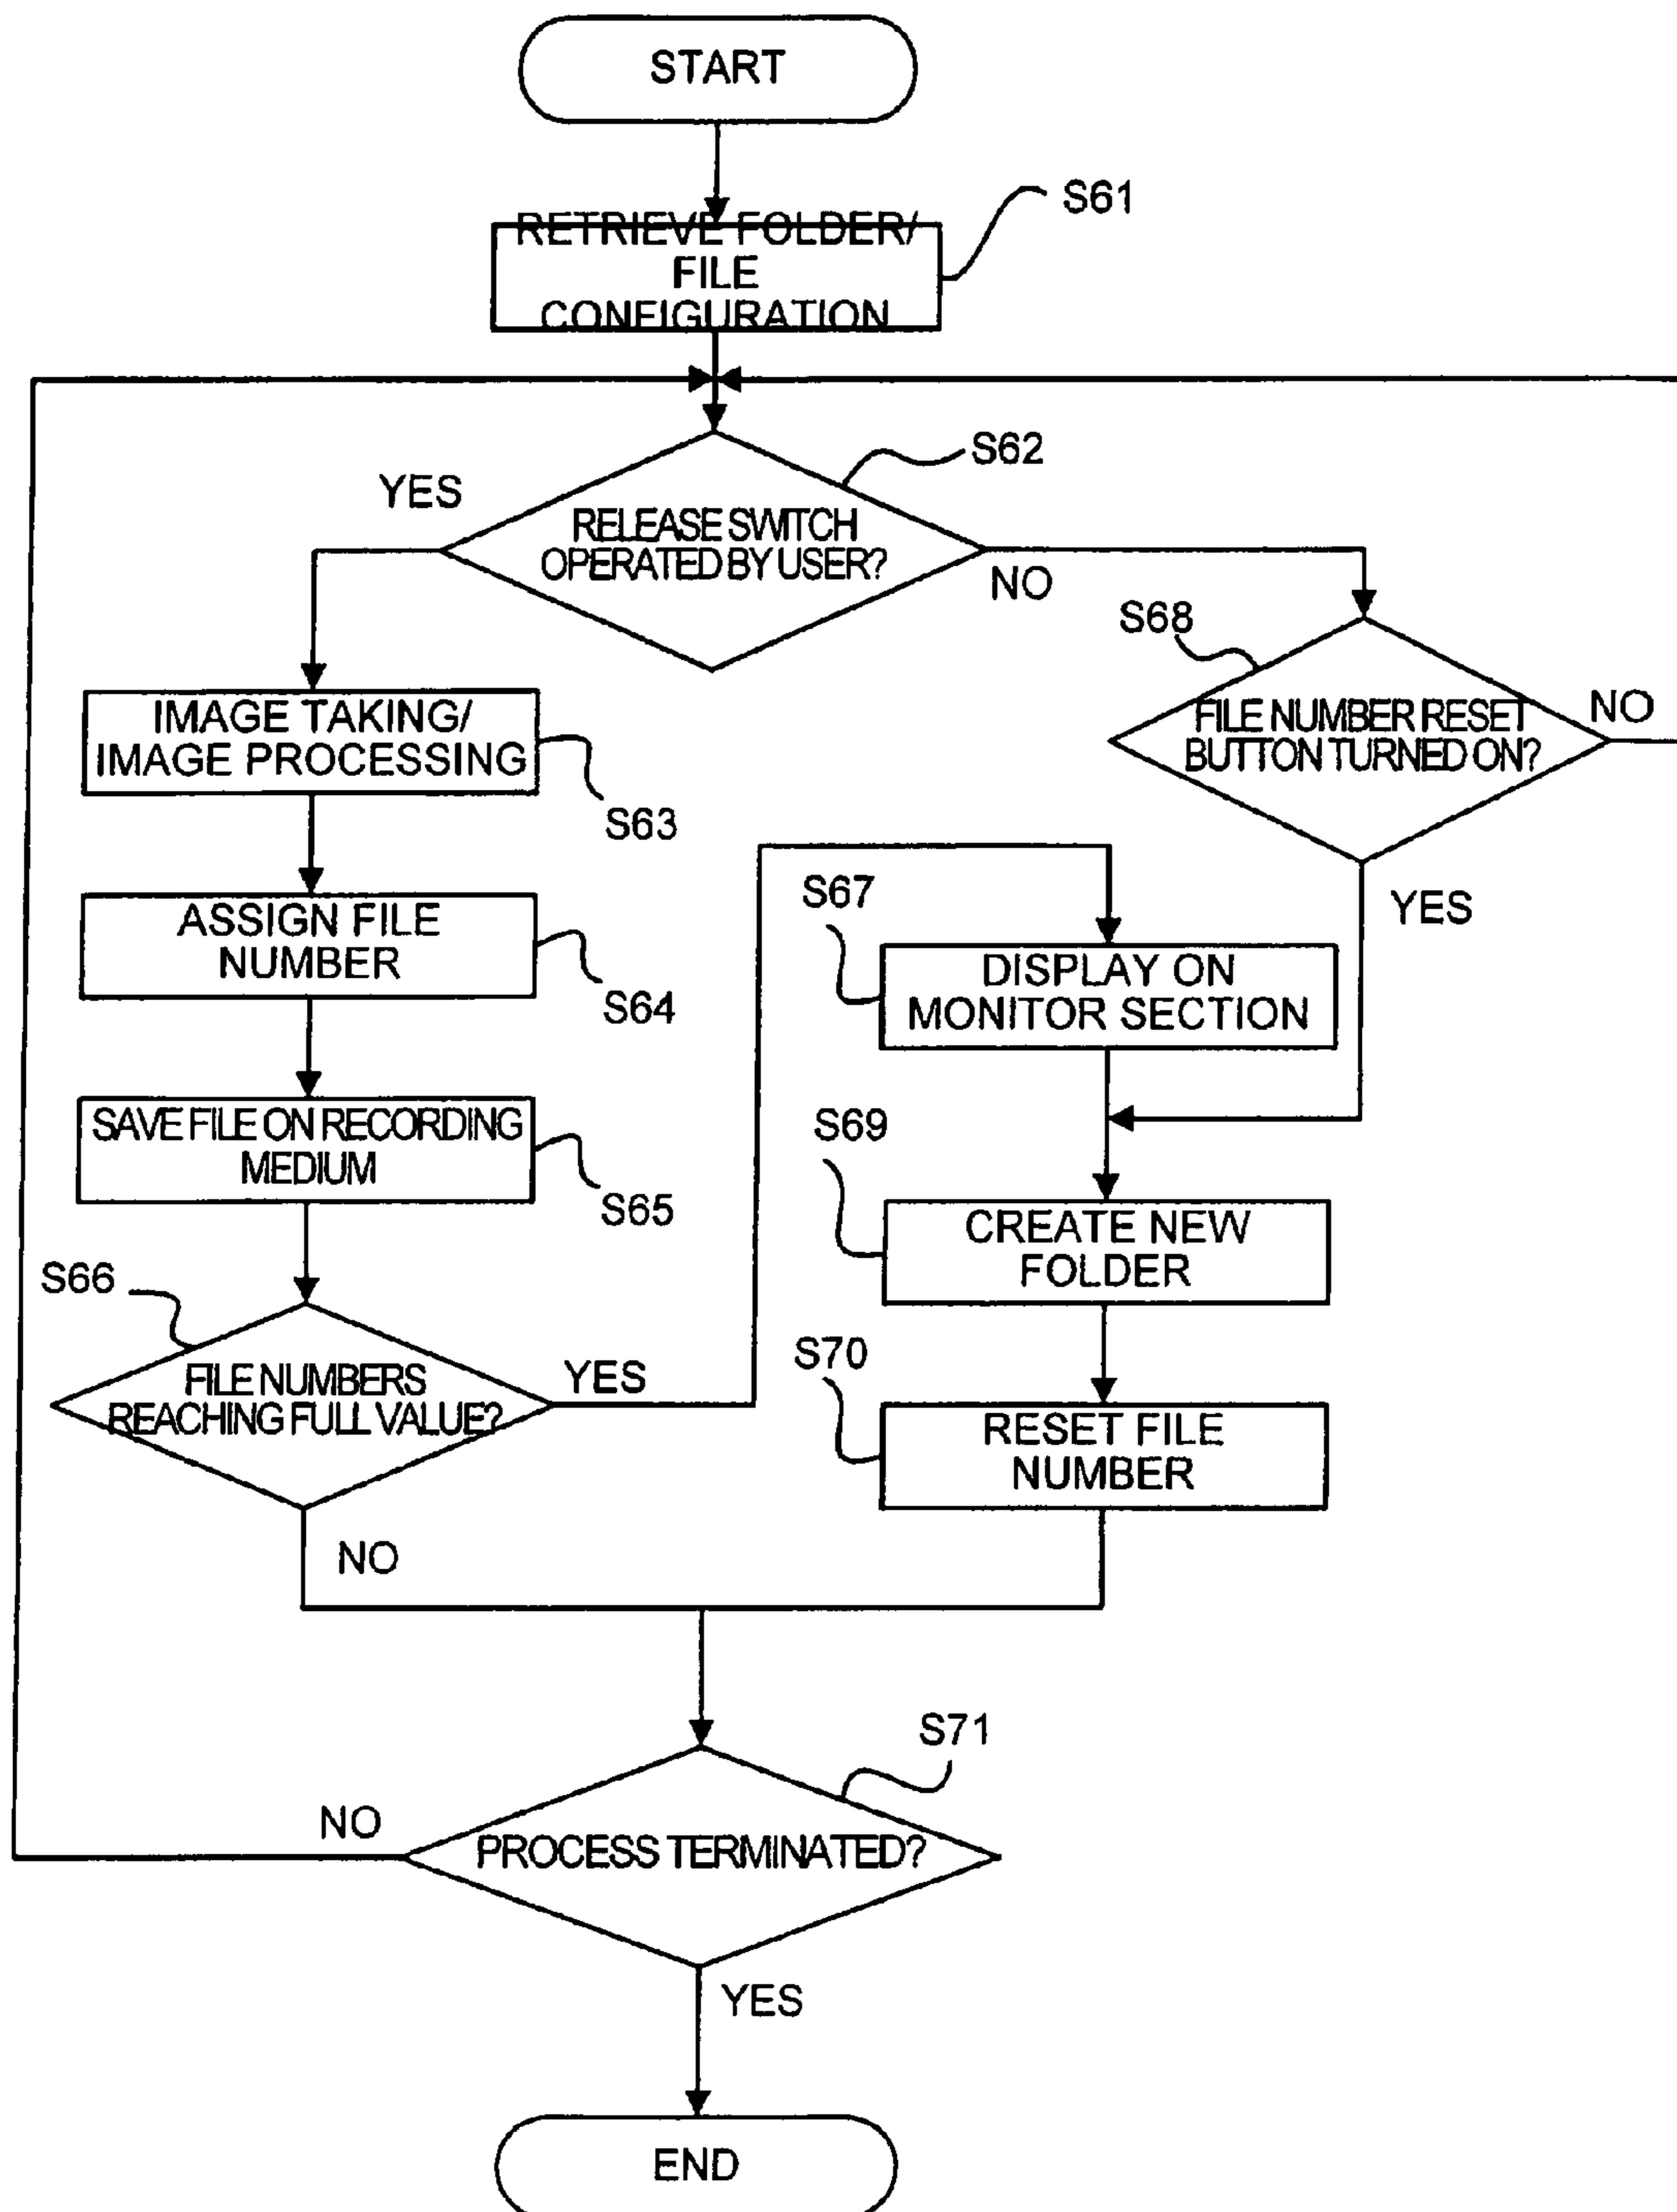 START
S61
RETRIEVE FOLDER/
FILE
CONFIGURATION
S62
YES
RELEASE SWITCH
OPERATED BY USER?
NO
S68
FILE NUMBER RESET
BUTTON TURNED ON?
NO
YES
IMAGE TAKING/
IMAGE PROCESSING
S63
ASSIGN FILE
NUMBER
S64
SAVE FILE ON RECORDING
MEDIUM
S65
S66
FILE NUMBERS
REACHING FULL VALUE?
YES
NO
S67
DISPLAY ON
MONITOR SECTION
S69
CREATE NEW
FOLDER
S70
RESET FILE
NUMBER
S71
PROCESS TERMINATED?
NO
YES
END